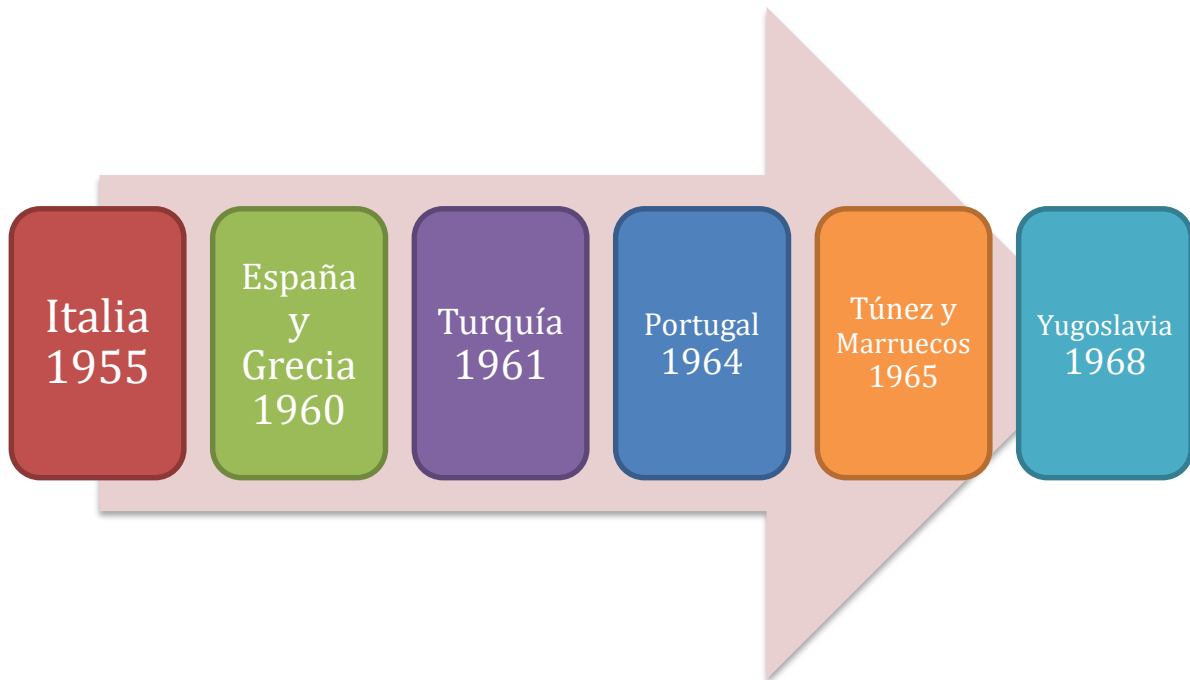 Italia
1955
España
y
Grecia
1960
Turquía
1961
Portugal
1964
Túnez y
Marruecos
1965
Yugoslavia
1968